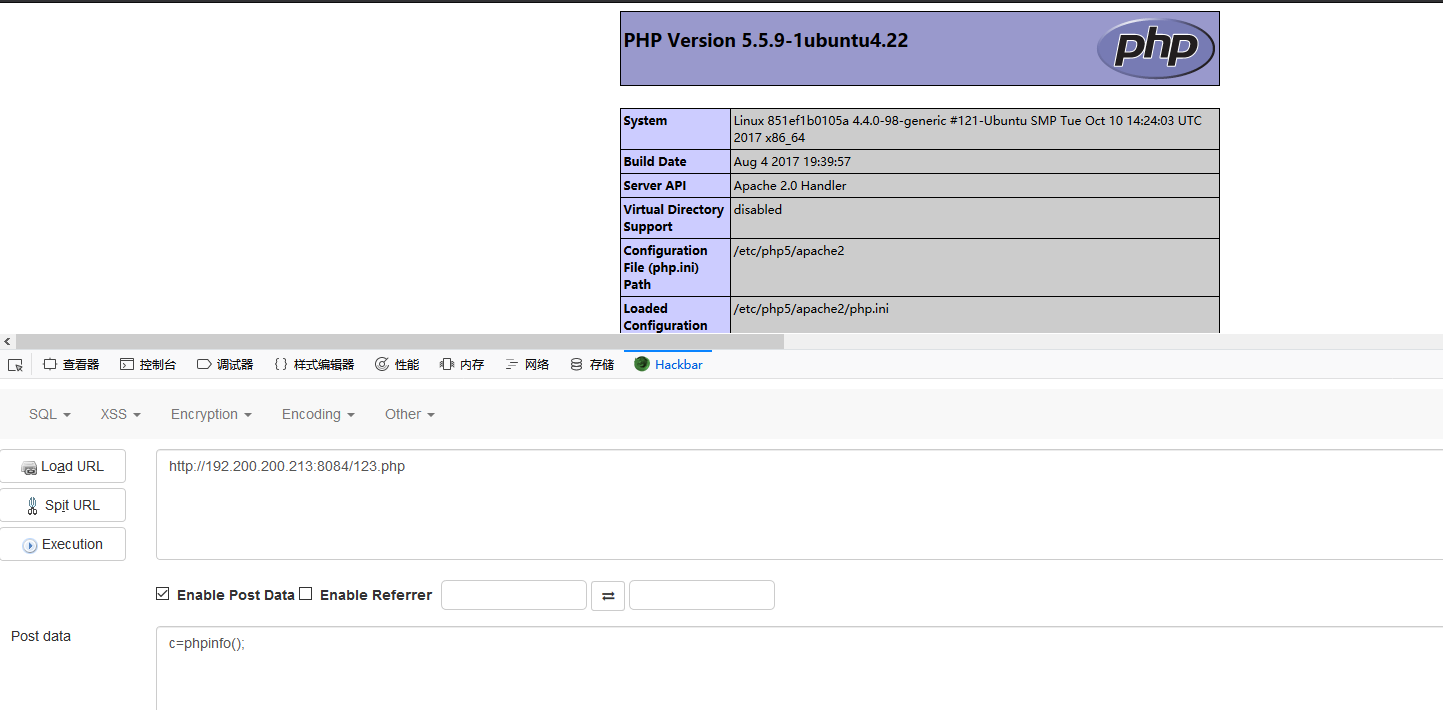 PHP Version 5.5.9-1ubuntu4.22
php
System
Linux 851ef1b0105a 4.4.0-98-generic #121-Ubuntu SMP Tue Oct 10 14:24:03 UTC
2017 x86_64
Build Date
Aug 4 2017 19:39:57
Server API
Apache 2.0 Handler
Virtual Directory
Support
disabled
Configuration
File (php.ini)
Path
/etc/php5/apache2
Loaded
Configuration
/etc/php5/apache2/php.ini
查看器 控制台 调试器 样式编辑器 性能 内存 网络 存储 Hackbar
SQL XSS Encryption Encoding Other
Load URL
http://192.200.200.213:8084/123.php
Spit URL
Execution
Enable Post Data Enable Referrer
Post data
c=phpinfo();